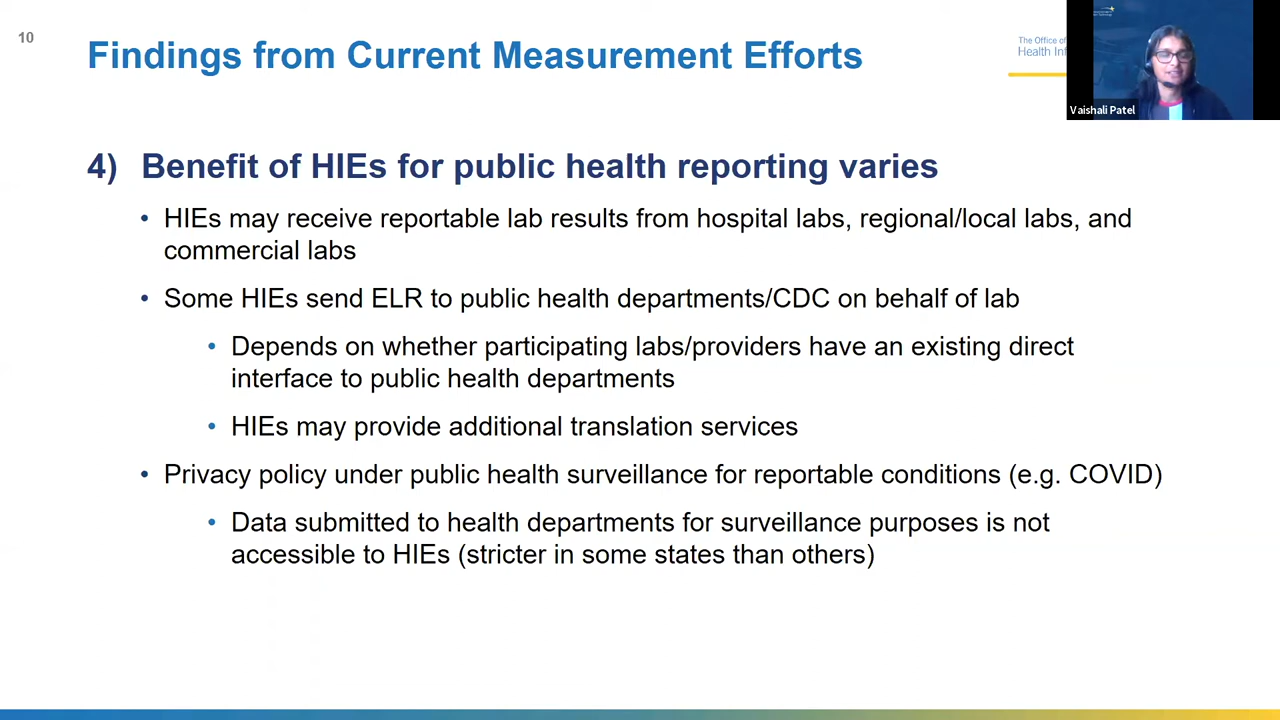 10
Findings from Current Measurement Efforts
The Office of
Health Inf
Vaishali Patel
4) Benefit of HIEs for public health reporting varies
• HIEs may receive reportable lab results from hospital labs, regional/local labs, and
commercial labs
• Some HIEs send ELR to public health departments/CDC on behalf of lab
• Depends on whether participating labs/providers have an existing direct
interface to public health departments
• HIEs may provide additional translation services
• Privacy policy under public health surveillance for reportable conditions (e.g. COVID)
• Data submitted to health departments for surveillance purposes is not
accessible to HIEs (stricter in some states than others)